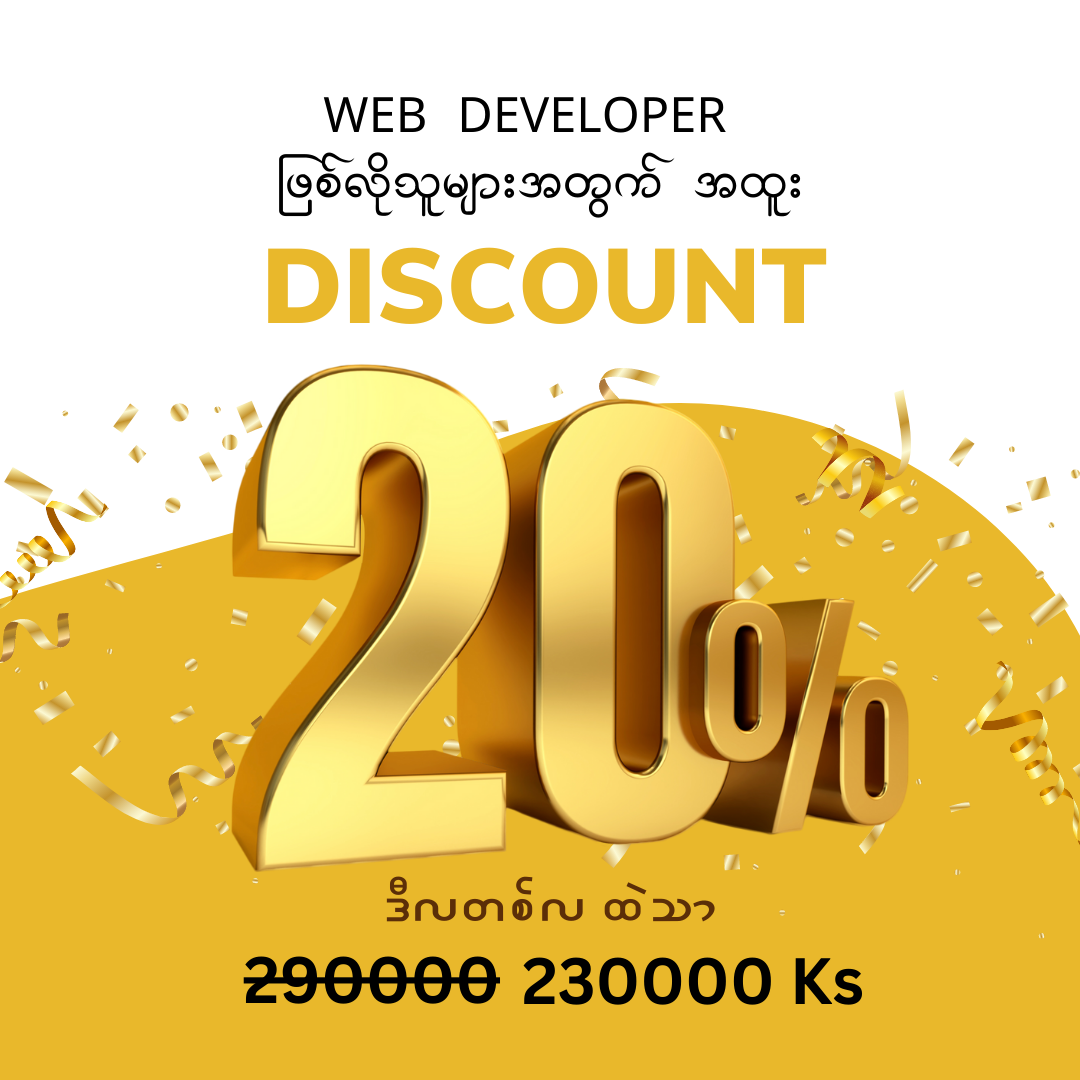 WEB DEVELOPER
ဖြစ်လိုသူများအတွက် အထူး
DISCOUNT
20%
ဒီလတစ်လ ထဲသာ
290000 230000 Ks